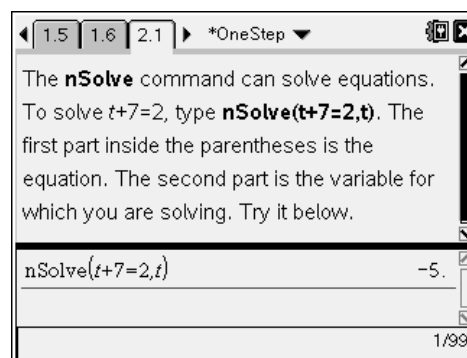 1.5 1.6 2.1 *OneStep
The nSolve command can solve equations.
To solve t+7=2, type nSolve(t+7=2,t). The
first part inside the parentheses is the
equation. The second part is the variable for
which you are solving. Try it below.
nSolve(t+7=2,t) -5.
1/99